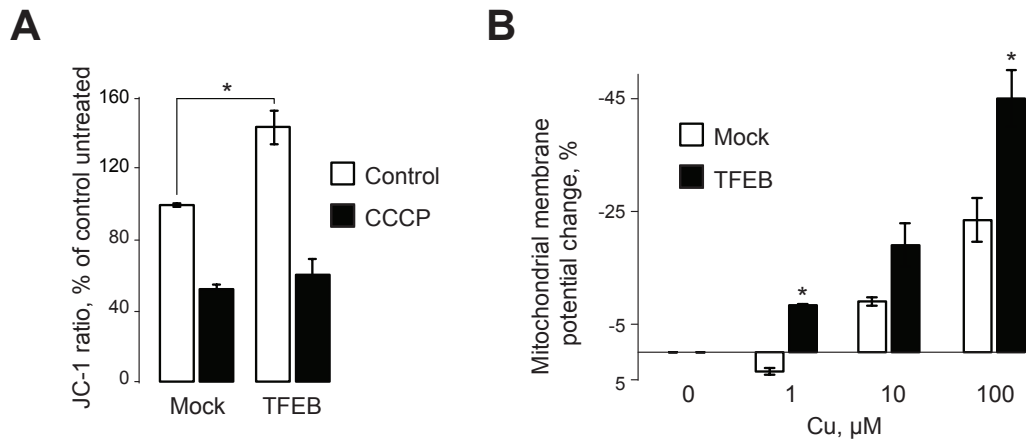 A
JC-1 ratio, % of control untreated
160
120
80
40
0
*
Control
CCCP
Mock
TFEB
B
Mitochondrial membrane
potential change, %
-45
-25
-5
5
Mock
TFEB
*
*
0
1
10
100
Cu, µM